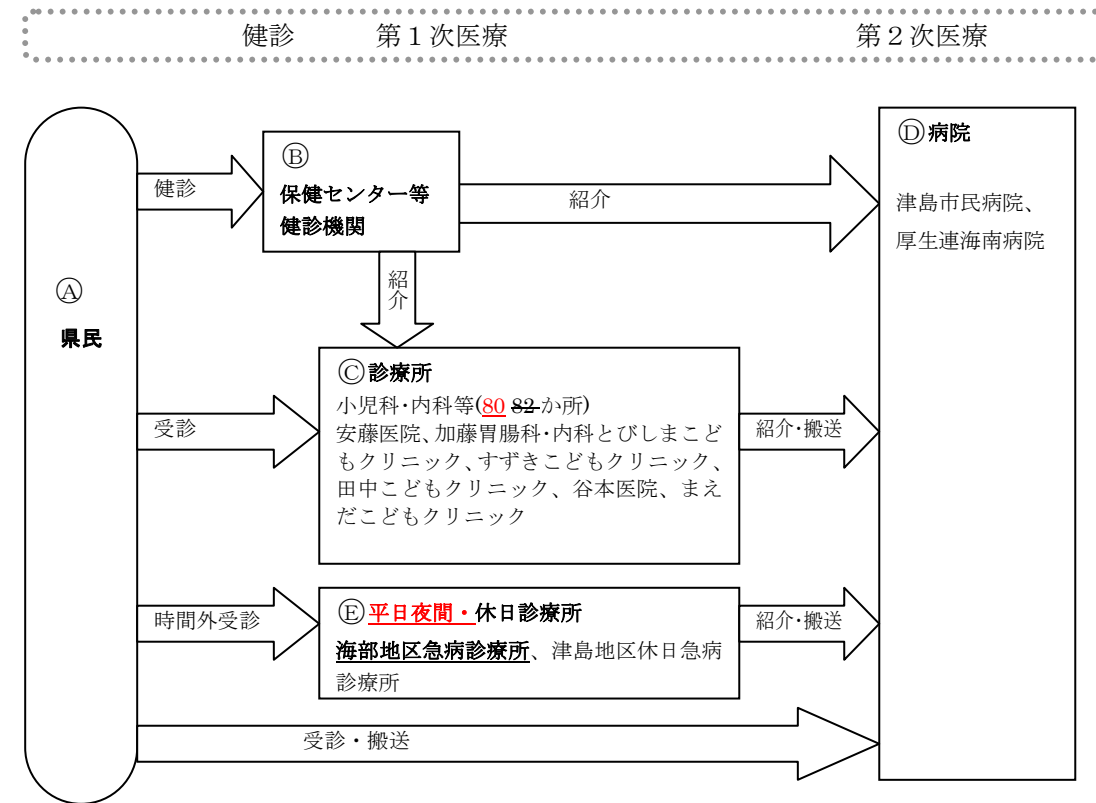 健診 第1次医療 第2次医療
Ⓐ
県民
健診
Ⓑ
保健センター等
健診機関
紹介
紹介
Ⓓ病院
津島市民病院、
厚生連海南病院
受診
Ⓒ診療所
小児科・内科等(80 82 か所)
安藤医院、加藤胃腸科・内科とびしまこど
もクリニック、すずきこどもクリニック、
田中こどもクリニック、谷本医院、まえ
だこどもクリニック
紹介・搬送
時間外受診
Ⓔ平日夜間・休日診療所
海部地区急病診療所、津島地区休日急病
診療所
紹介・搬送
受診・搬送